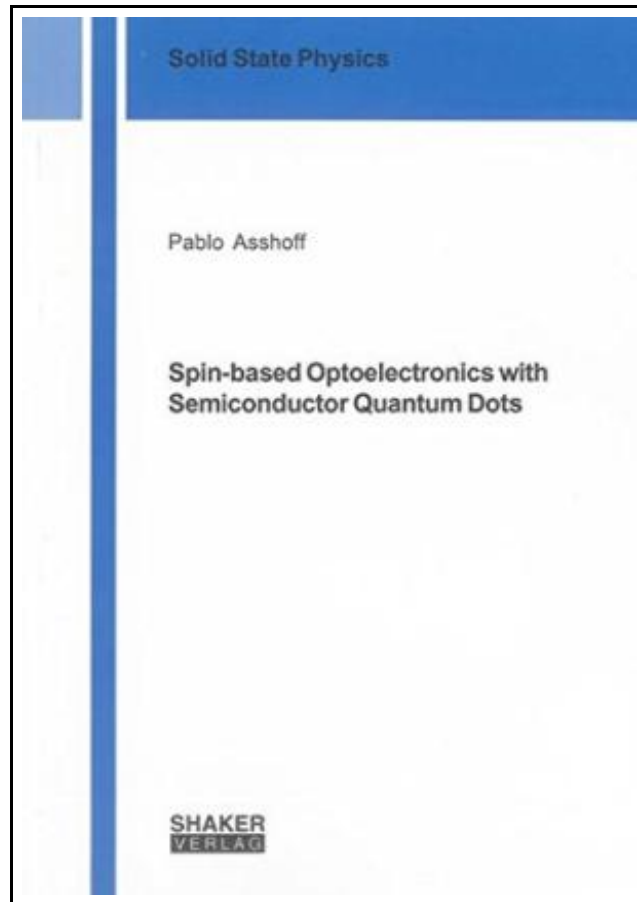 Solid State Physics
Pablo Asshoff
Spin-based Optoelectronics with
Semiconductor Quantum Dots
SHAKER
VERLAG